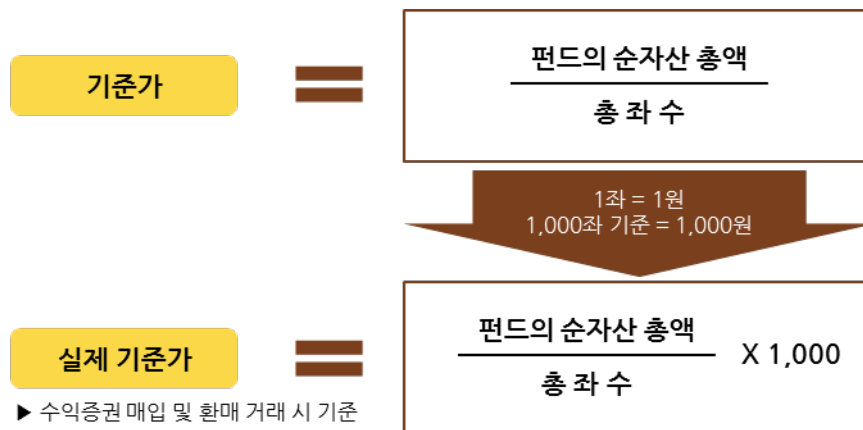 기준가
펀드의 순자산 총액
총 좌 수
1좌 = 1원
1,000좌 기준 = 1,000원
실제 기준가
펀드의 순자산 총액
총 좌 수
X 1,000
▶ 수익증권 매입 및 환매 거래 시 기준